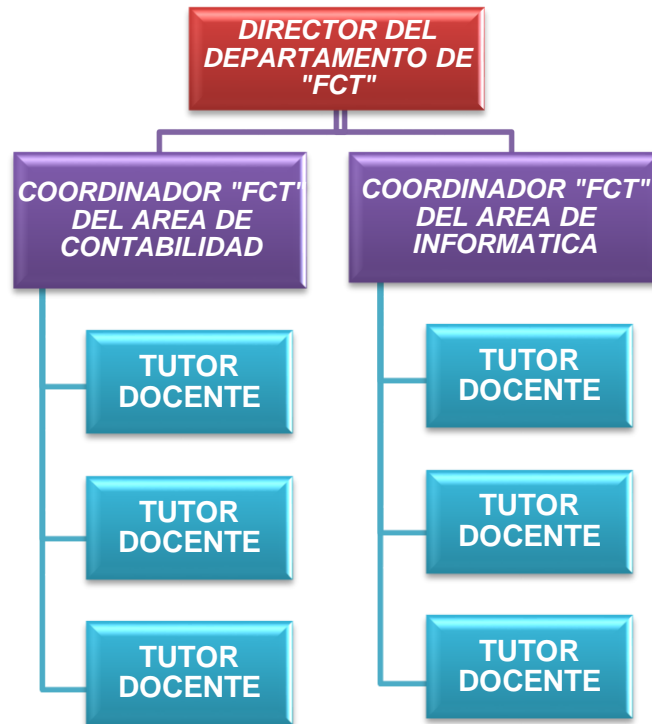 DIRECTOR DEL
DEPARTAMENTO DE
"FCT"
COORDINADOR "FCT"
DEL AREA DE
CONTABILIDAD
COORDINADOR "FCT"
DEL AREA DE
INFORMATICA
TUTOR
DOCENTE
TUTOR
DOCENTE
TUTOR
DOCENTE
TUTOR
DOCENTE
TUTOR
DOCENTE
TUTOR
DOCENTE